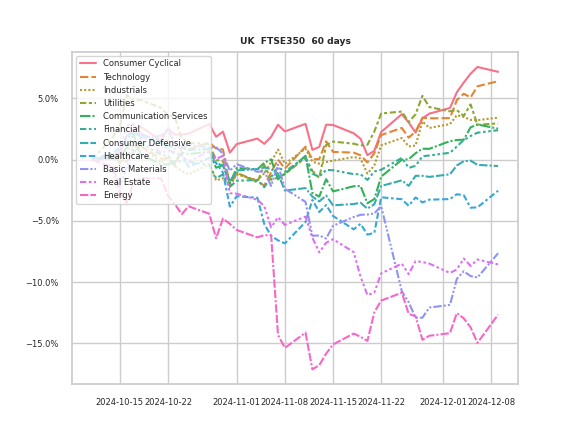 UK FTSE350 60 days
Consumer Cyclical
Technology
Industrials
Utilities
Communication Services
Financial
Consumer Defensive
Healthcare
Basic Materials
Real Estate
Energy
5.0%
0.0%
−5.0%
−10.0%
−15.0%
2024-10-15 2024-10-22 2024-11-01 2024-11-08 2024-11-15 2024-11-22 2024-12-01 2024-12-08